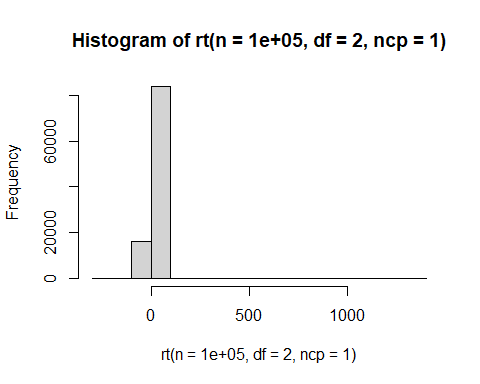 Histogram of rt(n = 1e+05, df = 2, ncp = 1)
Frequency
60000
20000
0
0 500 1000
rt(n = 1e+05, df = 2, ncp = 1)